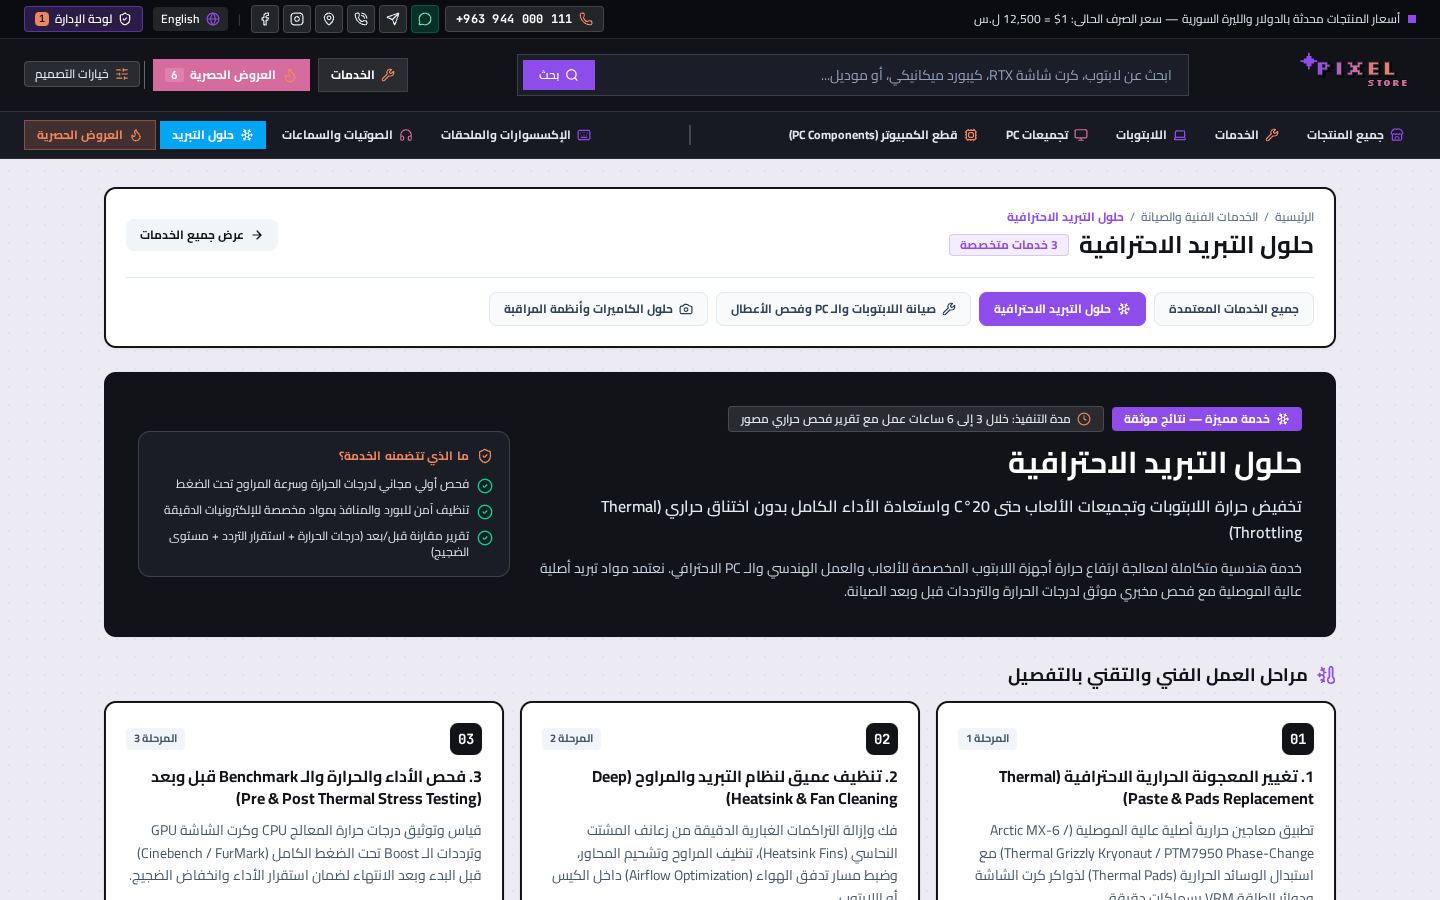 أسعار المنتجات محدثة بالدولار والليرة السورية — سعر الصرف الحالي: 1$ = 12,500 ل.س
+963 944 000 111
English
لوحة الإدارة 1
PIXEL
STORE
ابحث عن لابتوب، كرت شاشة RTX، كيبورد ميكانيكي، أو موديل...
بحث
الخدمات
العروض الحصرية 6
خيارات التصميم
جميع المنتجات
الخدمات
اللابتوبات
تجميعات PC
قطع الكمبيوتر (PC Components)
الإكسسوارات والملحقات
الصوتيات والسماعات
حلول التبريد
العروض الحصرية
الرئيسية / الخدمات الفنية والصيانة / حلول التبريد الاحترافية
حلول التبريد الاحترافية
3 خدمات متخصصة
عرض جميع الخدمات
جميع الخدمات المعتمدة
حلول التبريد الاحترافية
صيانة اللابتوبات والـ PC وفحص الأعطال
حلول الكاميرات وأنظمة المراقبة
خدمة مميزة — نتائج موثقة
مدة التنفيذ: خلال 3 إلى 6 ساعات عمل مع تقرير فحص حراري مصور
حلول التبريد الاحترافية
تخفيض حرارة اللابتوبات وتجميعات الألعاب حتى 20°C واستعادة الأداء الكامل بدون اختناق حراري (Thermal
Throttling)
خدمة هندسية متكاملة لمعالجة ارتفاع حرارة أجهزة اللابتوب المخصصة للألعاب والعمل الهندسي والـ PC الاحترافي. نعتمد مواد تبريد أصلية
عالية الموصلية مع فحص مخبري موثق لدرجات الحرارة والترددات قبل وبعد الصيانة.
ما الذي تتضمنه الخدمة؟
فحص أولي مجاني لدرجات الحرارة وسرعة المراوح تحت الضغط
تنظيف آمن للبورد والمنافذ بمواد مخصصة للإلكترونيات الدقيقة
تقرير مقارنة قبل/بعد (درجات الحرارة + استقرار التردد + مستوى
الضجيج)
مراحل العمل الفني والتقني بالتفصيل
01
المرحلة 1
1. تغيير المعجونة الحرارية الاحترافية (Thermal
Paste & Pads Replacement)
تطبيق معاجين حرارية أصلية عالية الموصلية (Arctic MX-6 /
Thermal Grizzly Kryonaut / PTM7950 Phase-Change) مع
استبدال الوسائد الحرارية (Thermal Pads) لذواكر كرت الشاشة
ودوائر الطاقة VRM بسماكات دقيقة
02
المرحلة 2
2. تنظيف عميق لنظام التبريد والمراوح (Deep
Heatsink & Fan Cleaning)
فك وإزالة التراكمات الغبارية الدقيقة من زعانف المشتت
النحاسي (Heatsink Fins)، تنظيف المراوح وتشحيم المحاور،
وضبط مسار تدفق الهواء (Airflow Optimization) داخل الكيس
أو اللابتوب
03
المرحلة 3
3. فحص الأداء والحرارة والـ Benchmark قبل وبعد
(Pre & Post Thermal Stress Testing)
قياس وتوثيق درجات حرارة المعالج CPU وكرت الشاشة GPU
وترددات الـ Boost تحت الضغط الكامل (Cinebench / FurMark)
قبل البدء وبعد الانتهاء لضمان استقرار الأداء وانخفاض الضجيج.